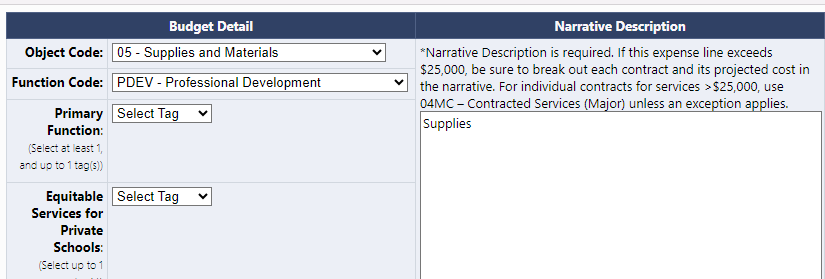 Budget Detail
Narrative Description
Object Code:
05 - Supplies and Materials
Function Code:
PDEV - Professional Development
Primary
Function:
(Select at least 1,
and up to 1 tag(s))
Select Tag
Equitable
Services for
Private
Schools:
(Select up to 1
Select Tag
*Narrative Description is required. If this expense line exceeds
$25,000, be sure to break out each contract and its projected cost in
the narrative. For individual contracts for services >$25,000, use
04MC – Contracted Services (Major) unless an exception applies.
Supplies